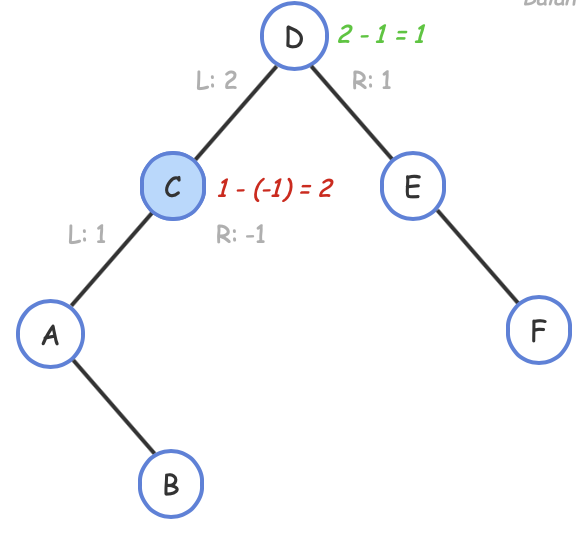 D
2 - 1 = 1
L: 2
R: 1
C
1 - (-1) = 2
E
L: 1
R: -1
A
F
B